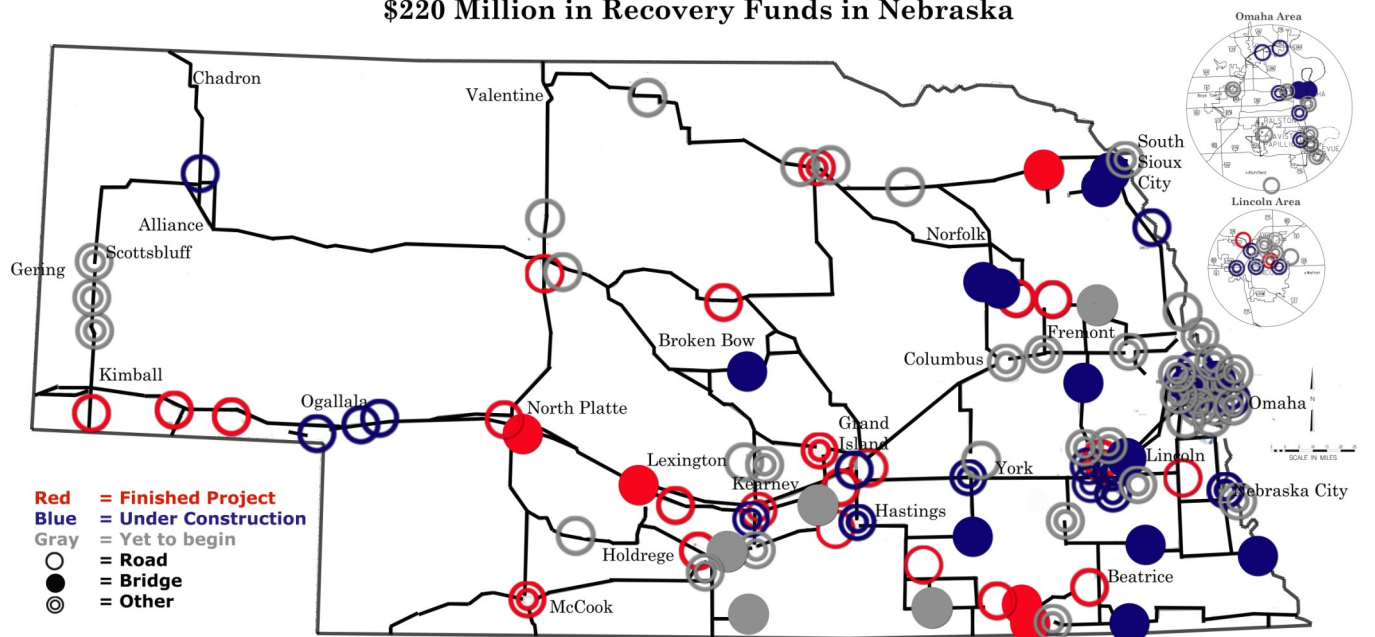 $220 Million in Recovery Funds in Nebraska
Omaha Area
Chadron
Valentine
South
Sioux
City
RALSTON
Lincoln Area
Alliance
Norfolk
Scottsbluff
Gering
Broken Bow
Fremont
Columbus
Kimball
Ogallala
North Platte
Omaha
Grand
Island
N
SCALE IN MILES
Lexington
Lincoln
York
Kearney
Nebraska City
Red = Finished Project
Blue = Under Construction
Gray = Yet to begin
= Road
= Bridge
= Other
Hastings
Holdrege
Beatrice
McCook